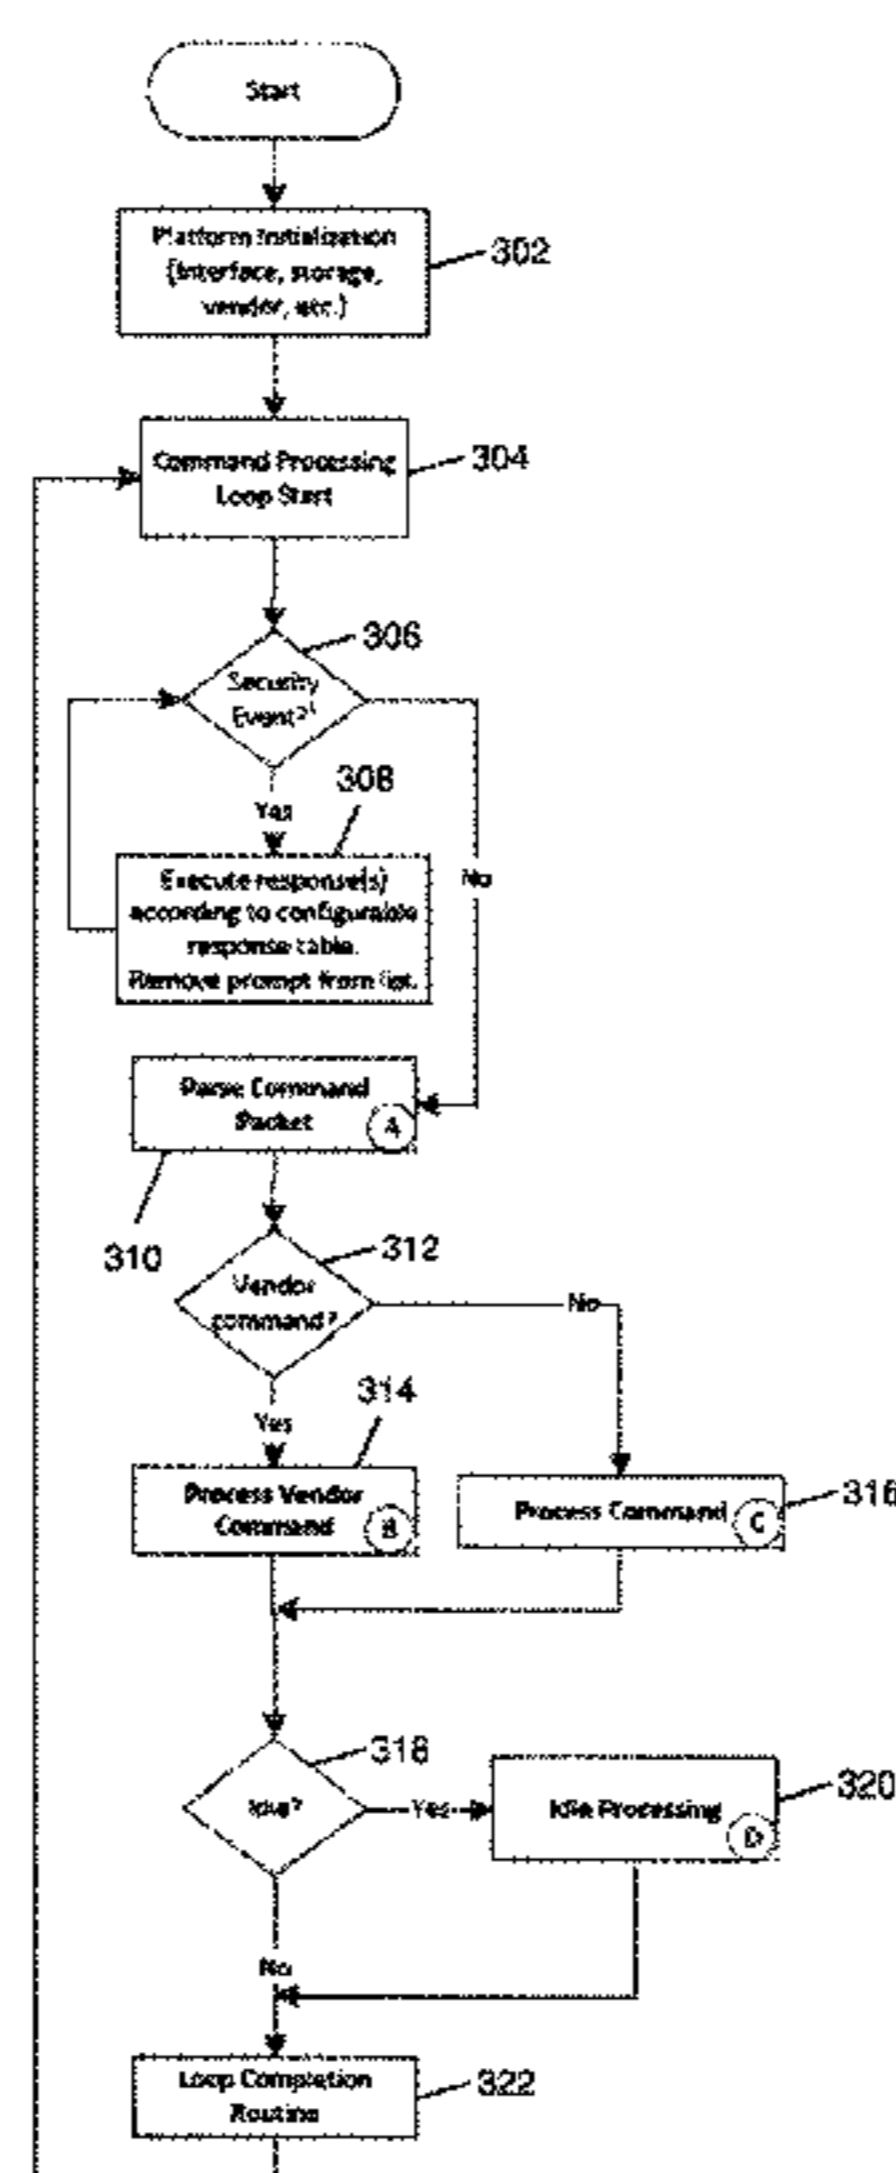 Start
Platform Initialization
(Interface, storage,
vendor, etc.)
302
Command Processing
Loop Start
304
306
Security
Event?
308
Yes
No
Execute response(s)
according to configurable
response table.
Remove prompt from list.
Parse Command
Packet
A
310
312
Vendor
command?
No
314
Yes
Process Vendor
Command
B
Process Command
C
316
318
Idle?
Yes
Idle Processing
D
320
No
Loop Completion
Routine
322